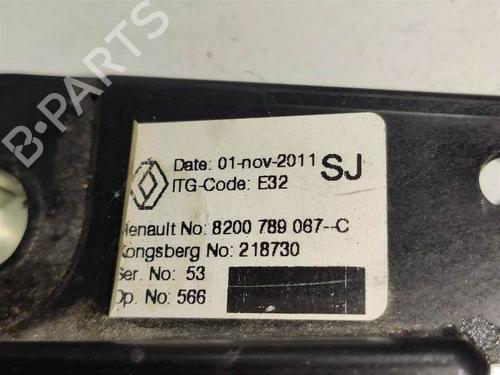 B-PARTS
Date: 01-nov-2011 SJ
ITG-Code: E32
Renault No: 8200 789 067--C
Kongsberg No: 218730
Ser. No: 53
Op. No: 566